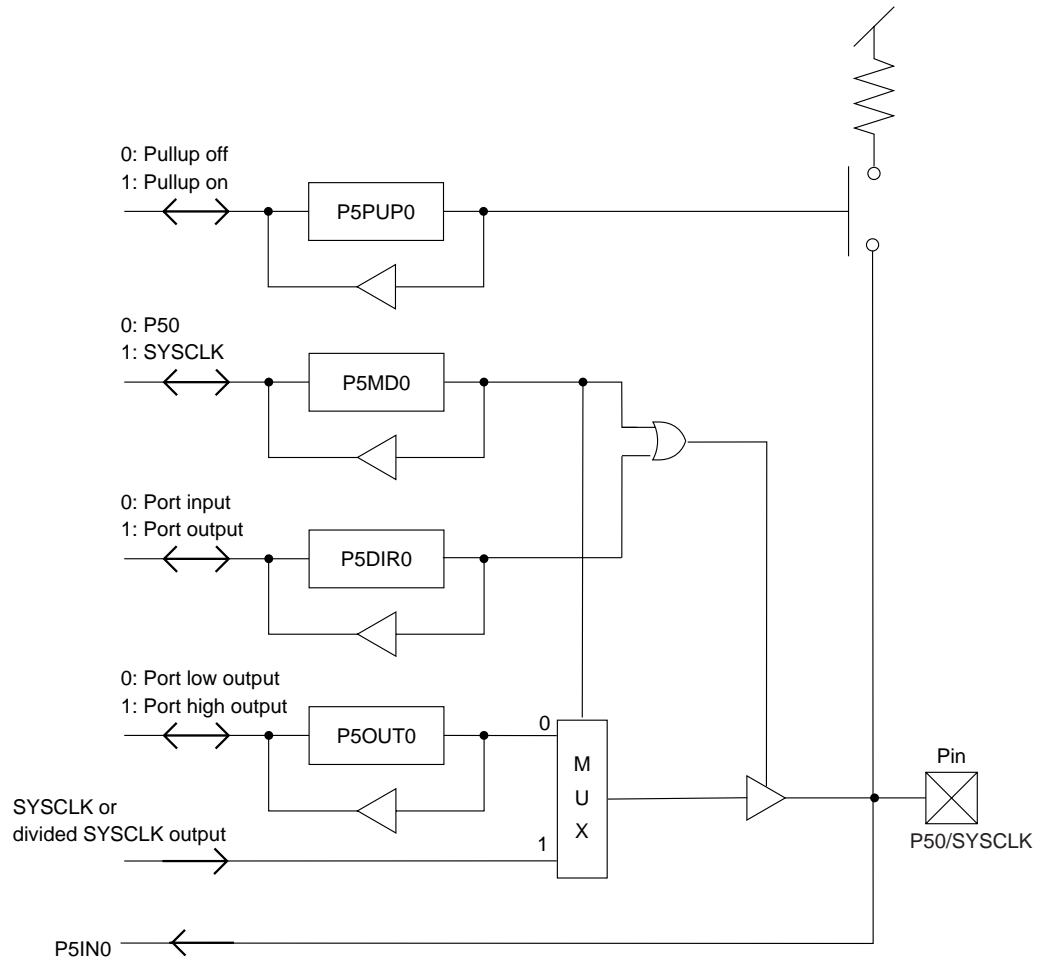 0: Pullup off
1: Pullup on
P5PUP0
0: P50
1: SYSCLK
P5MD0
0: Port input
1: Port output
P5DIR0
0: Port low output
1: Port high output
P5OUT0
0
M
U
X
1
SYSCLK or
divided SYSCLK output
Pin
P50/SYSCLK
P5IN0